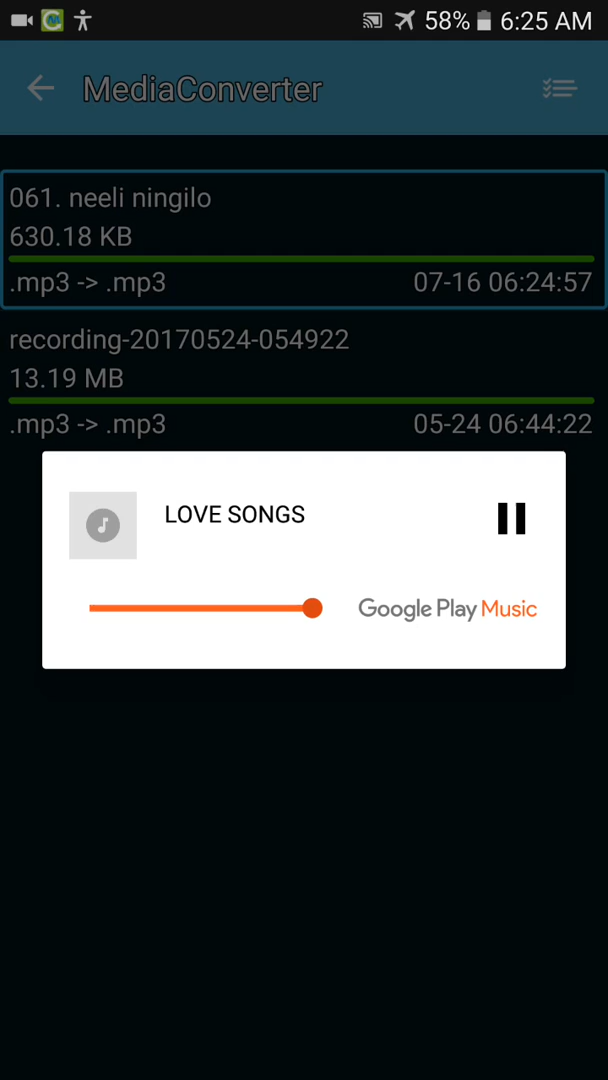 58% 6:25 AM
MediaConverter
061. neeli ningilo
630.18 KB
.mp3 -> .mp3 07-16 06:24:57
recording-20170524-054922
13.19 MB
.mp3 -> .mp3 05-24 06:44:22
LOVE SONGS
Google Play Music